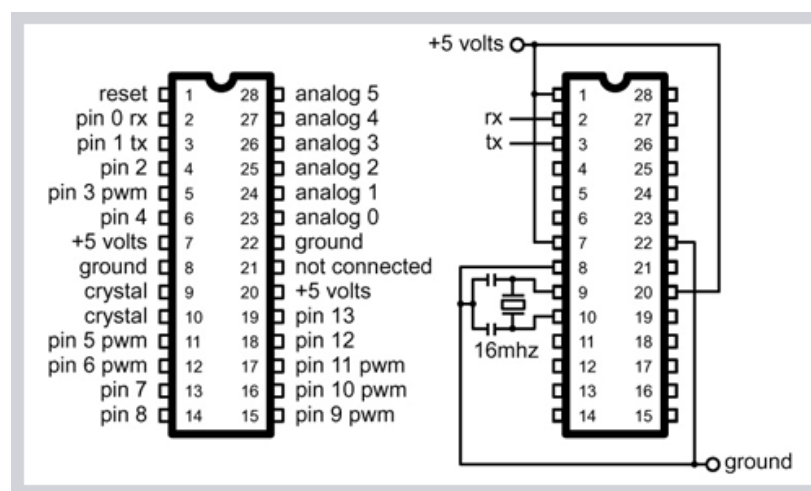 +5 volts
reset 1 28 analog 5 1 28
pin 0 rx 2 27 analog 4 rx 2 27
pin 1 tx 3 26 analog 3 tx 3 26
pin 2 4 25 analog 2 4 25
pin 3 pwm 5 24 analog 1 5 24
pin 4 6 23 analog 0 6 23
+5 volts 7 22 ground 7 22
ground 8 21 not connected 8 21
crystal 9 20 +5 volts 9 20
crystal 10 19 pin 13 10 19
pin 5 pwm 11 18 pin 12 16mhz 11 18
pin 6 pwm 12 17 pin 11 pwm 12 17
pin 7 13 16 pin 10 pwm 13 16
pin 8 14 15 pin 9 pwm 14 15
ground